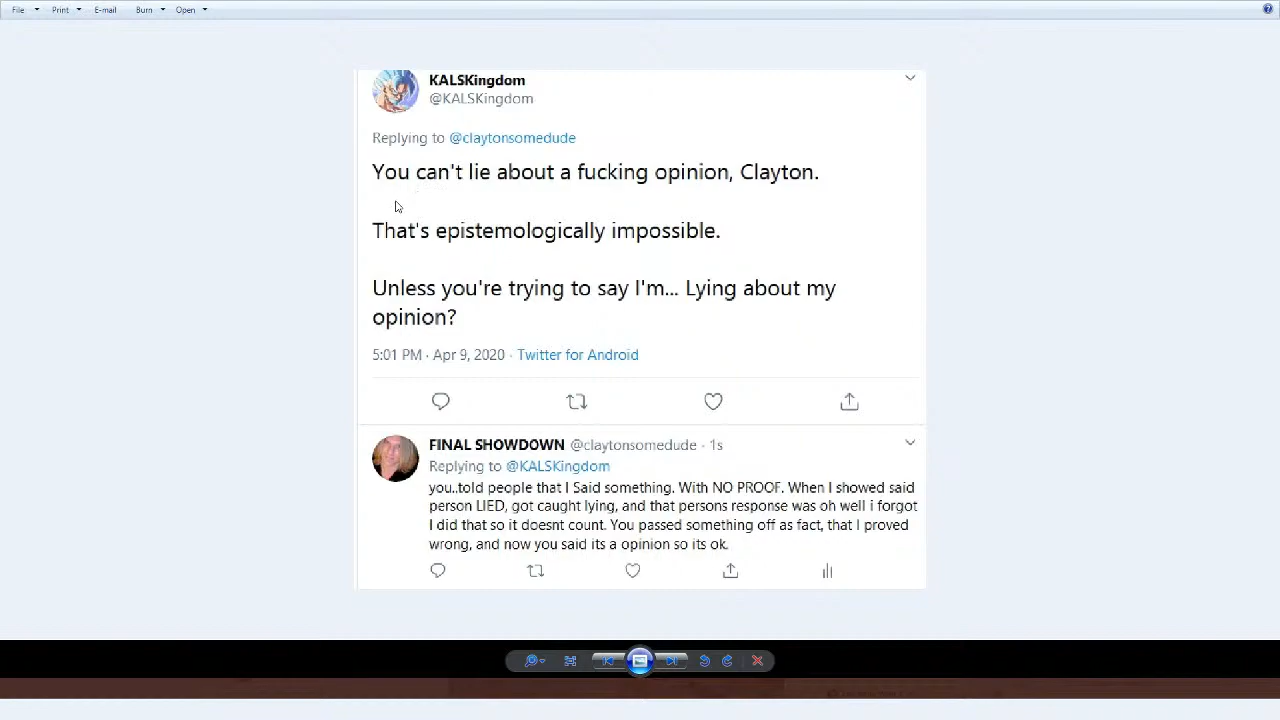 File Print E-mail Burn Open
KALSKingdom
@KALSKingdom
Replying to @claytonsomedude
You can't lie about a fucking opinion, Clayton.
That's epistemologically impossible.
Unless you're trying to say I'm... Lying about my
opinion?
5:01 PM · Apr 9, 2020 · Twitter for Android
FINAL SHOWDOWN @claytonsomedude · 1s
Replying to @KALSKingdom
you..told people that I Said something. With NO PROOF. When I showed said
person LIED, got caught lying, and that persons response was oh well i forgot
I did that so it doesnt count. You passed something off as fact, that I proved
wrong, and now you said its a opinion so its ok.